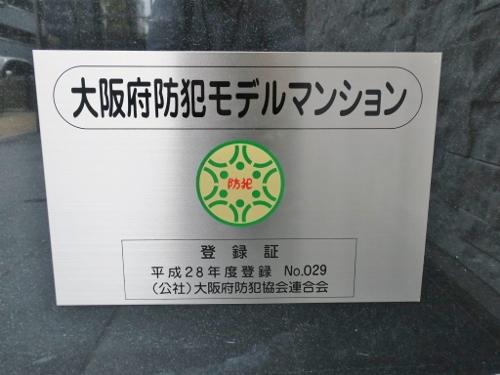 大阪府防犯モデルマンション
防犯
登録証
平成28年度登録 No.029
（公社）大阪府防犯協会連合会